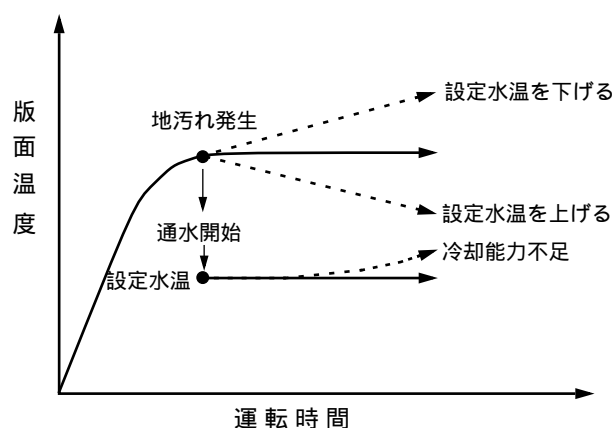 版面温度
地汚れ発生
設定水温を下げる
設定水温を上げる
通水開始
冷却能力不足
設定水温
運転時間